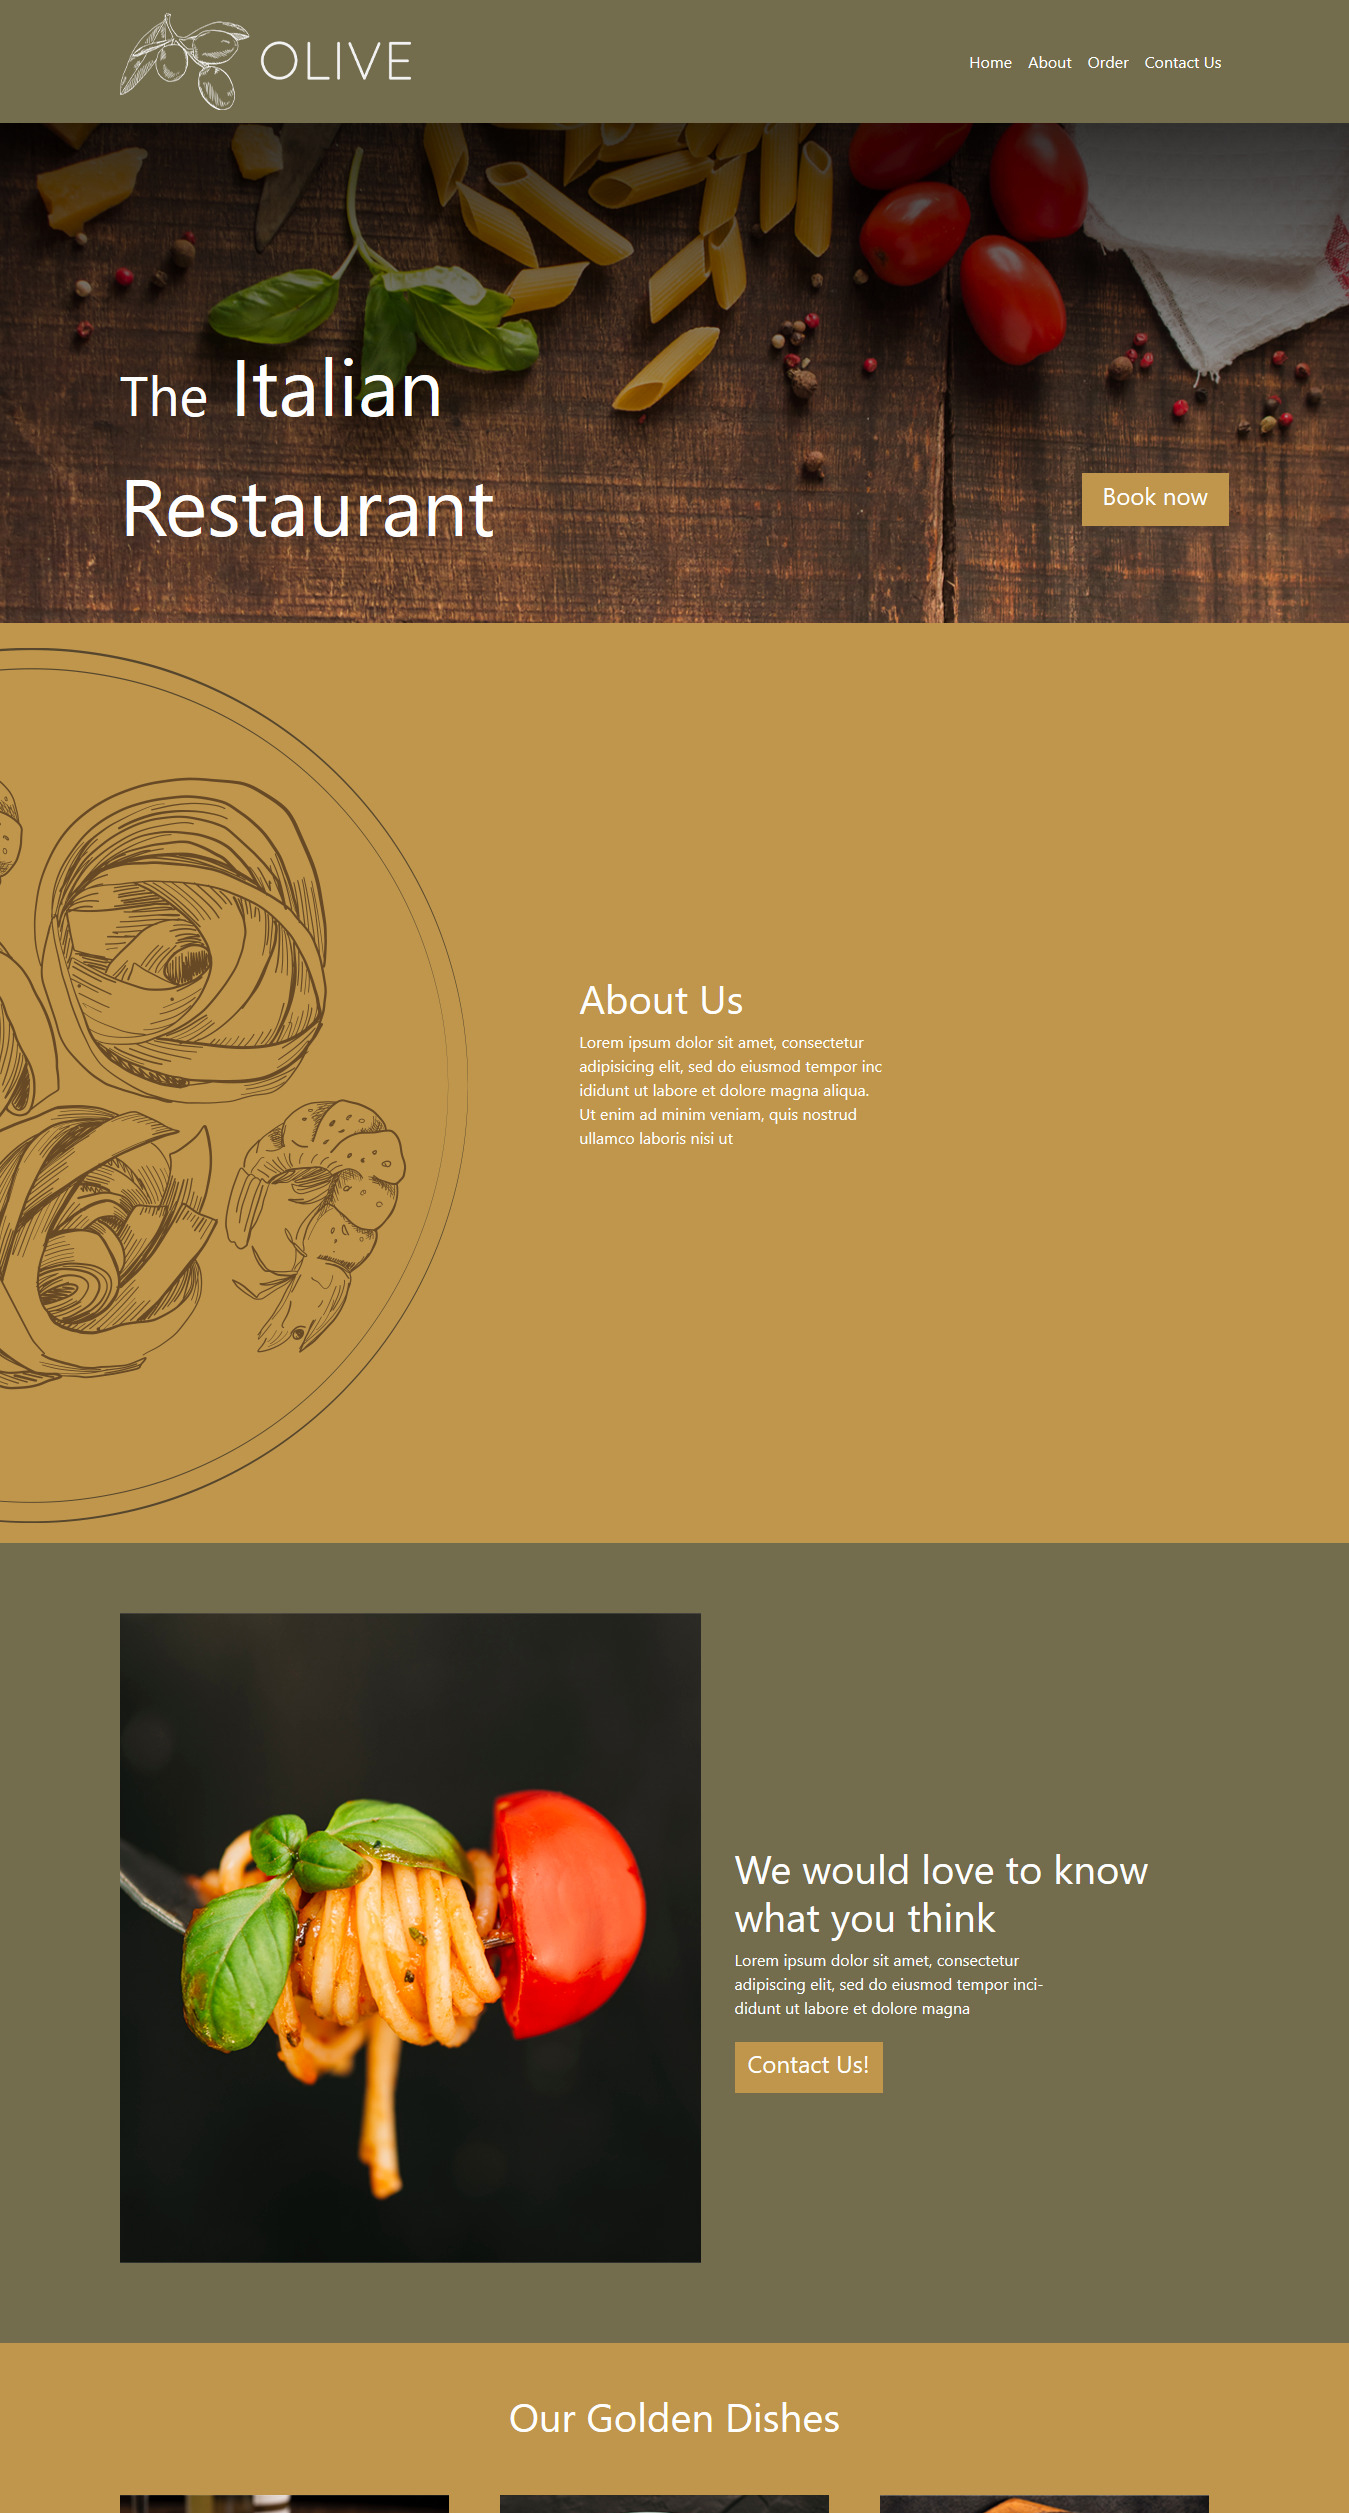 OLIVE
Home About Order Contact Us
The Italian
Restaurant
Book now
About Us
Lorem ipsum dolor sit amet, consectetur
adipisicing elit, sed do eiusmod tempor inc
ididunt ut labore et dolore magna aliqua.
Ut enim ad minim veniam, quis nostrud
ullamco laboris nisi ut
We would love to know
what you think
Lorem ipsum dolor sit amet, consectetur
adipiscing elit, sed do eiusmod tempor inci-
didunt ut labore et dolore magna
Contact Us!
Our Golden Dishes